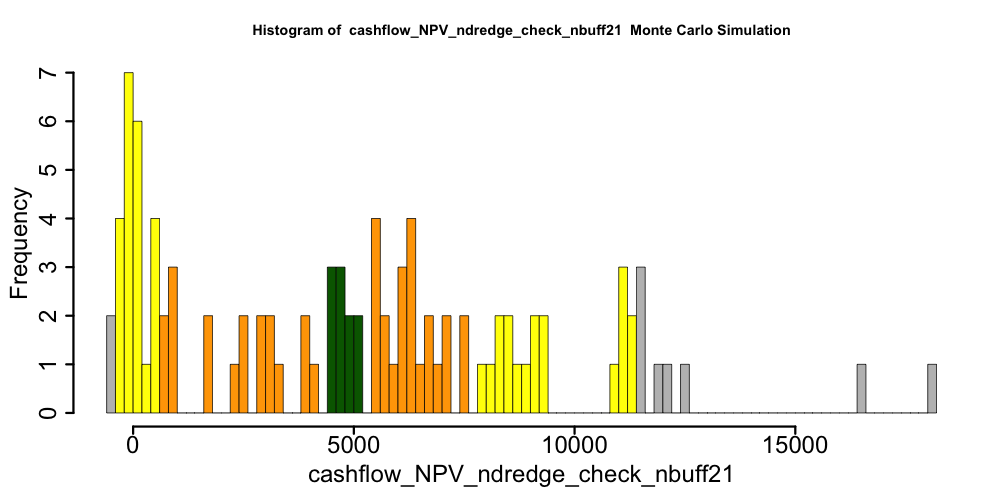 Histogram of  cashflow_NPV_ndredge_check_nbuff21  Monte Carlo Simulation
Frequency
7
6
5
4
3
2
1
0
0 5000 10000 15000
cashflow_NPV_ndredge_check_nbuff21